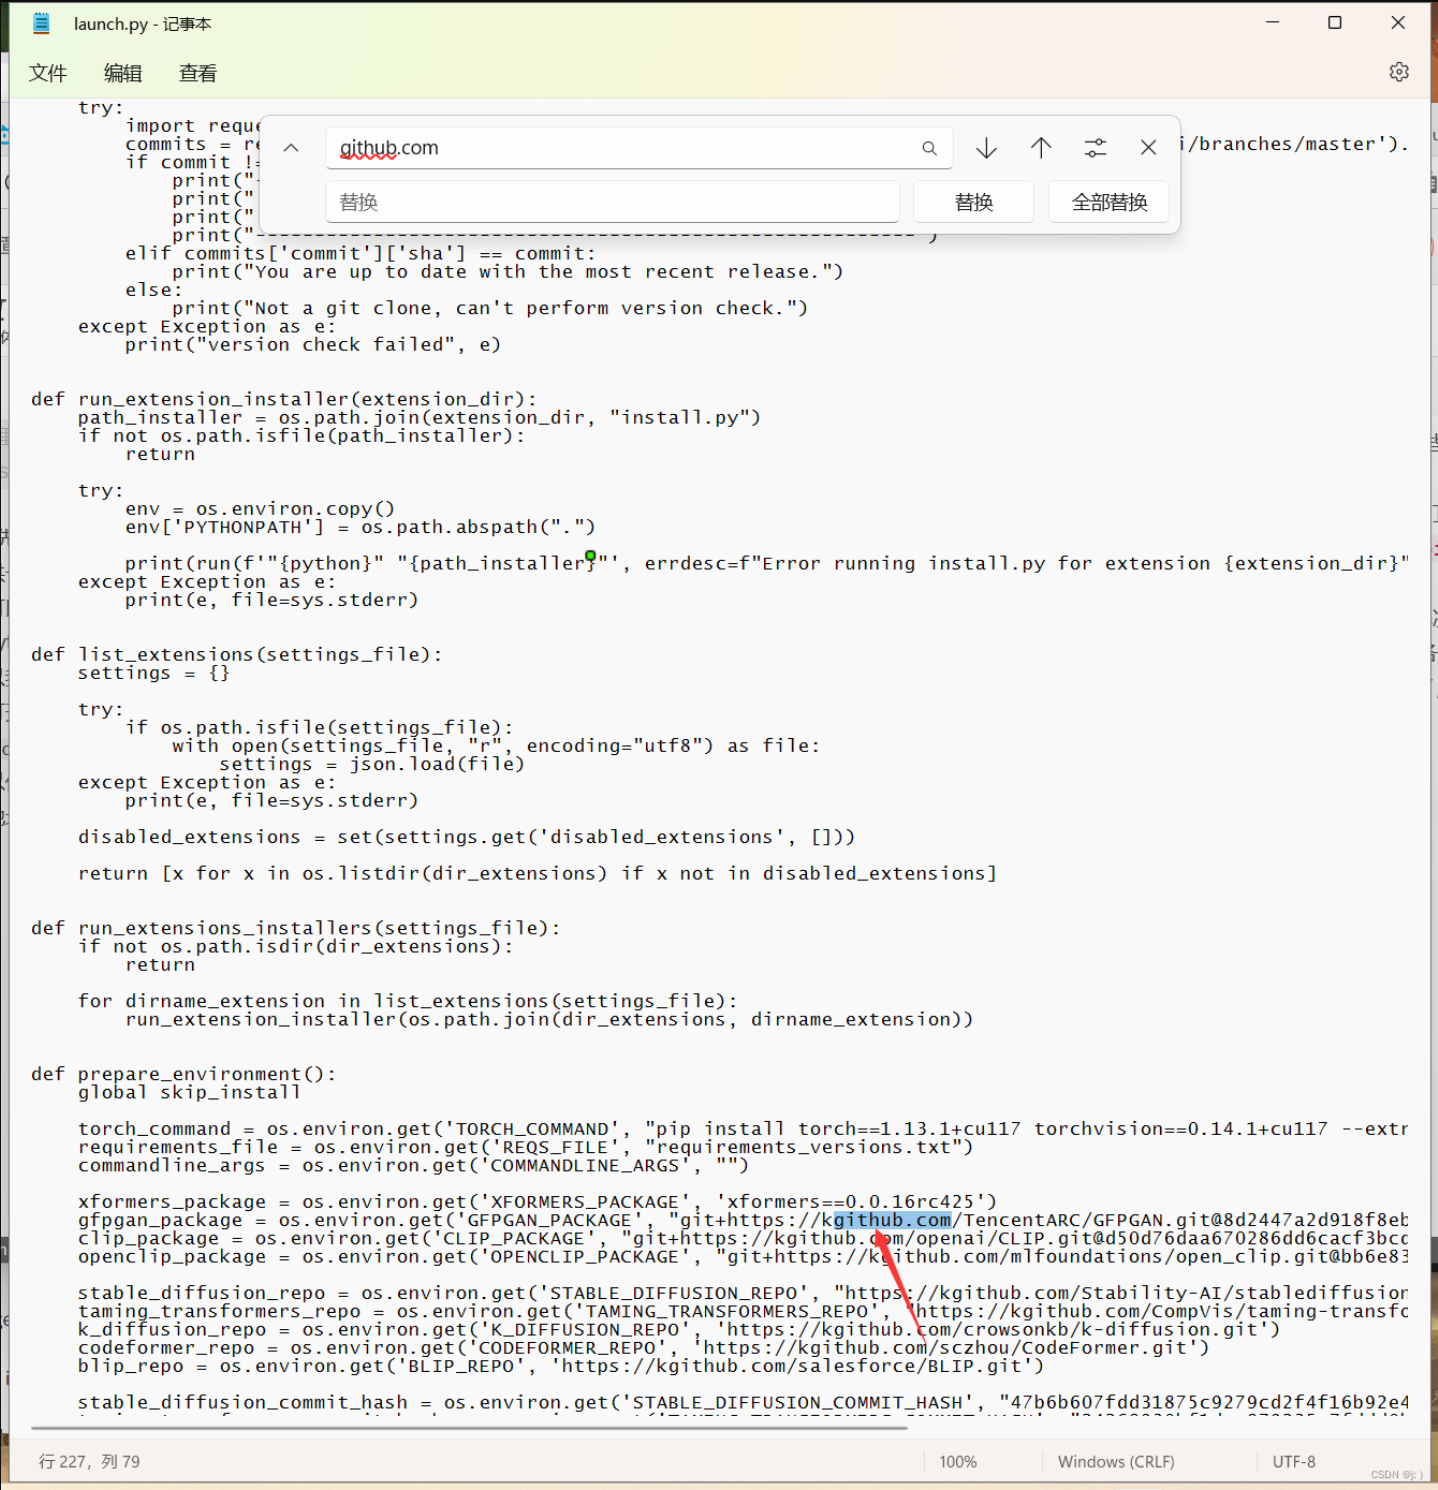 launch.py - 记事本
文件 编辑 查看
try:
import reque
github.com
commits = re
i/branches/master').
if commit !=
print("-
print("
替换 替换 全部替换
print("
print("--------------------------------------------------------")
elif commits['commit']['sha'] == commit:
print("You are up to date with the most recent release.")
else:
print("Not a git clone, can't perform version check.")
except Exception as e:
print("version check failed", e)
def run_extension_installer(extension_dir):
path_installer = os.path.join(extension_dir, "install.py")
if not os.path.isfile(path_installer):
return
try:
env = os.environ.copy()
env['PYTHONPATH'] = os.path.abspath(".")
print(run(f'"{python}" "{path_installer}"', errdesc=f"Error running install.py for extension {extension_dir}"
except Exception as e:
print(e, file=sys.stderr)
def list_extensions(settings_file):
settings = {}
try:
if os.path.isfile(settings_file):
with open(settings_file, "r", encoding="utf8") as file:
settings = json.load(file)
except Exception as e:
print(e, file=sys.stderr)
disabled_extensions = set(settings.get('disabled_extensions', []))
return [x for x in os.listdir(dir_extensions) if x not in disabled_extensions]
def run_extensions_installers(settings_file):
if not os.path.isdir(dir_extensions):
return
for dirname_extension in list_extensions(settings_file):
run_extension_installer(os.path.join(dir_extensions, dirname_extension))
def prepare_environment():
global skip_install
torch_command = os.environ.get('TORCH_COMMAND', "pip install torch==1.13.1+cu117 torchvision==0.14.1+cu117 --extr
requirements_file = os.environ.get('REQS_FILE', "requirements_versions.txt")
commandline_args = os.environ.get('COMMANDLINE_ARGS', "")
xformers_package = os.environ.get('XFORMERS_PACKAGE', 'xformers==0.0.16rc425')
gfpgan_package = os.environ.get('GFPGAN_PACKAGE', "git+https://kgithub.com/TencentARC/GFPGAN.git@8d2447a2d918f8eb
clip_package = os.environ.get('CLIP_PACKAGE', "git+https://kgithub.com/openai/CLIP.git@d50d76daa670286dd6cacf3bcd
openclip_package = os.environ.get('OPENCLIP_PACKAGE', "git+https://kgithub.com/mlfoundations/open_clip.git@bb6e83
stable_diffusion_repo = os.environ.get('STABLE_DIFFUSION_REPO', "https://kgithub.com/Stability-AI/stablediffusion
taming_transformers_repo = os.environ.get('TAMING_TRANSFORMERS_REPO', "https://kgithub.com/CompVis/taming-transfo
k_diffusion_repo = os.environ.get('K_DIFFUSION_REPO', 'https://kgithub.com/crowsonkb/k-diffusion.git')
codeformer_repo = os.environ.get('CODEFORMER_REPO', 'https://kgithub.com/sczhou/CodeFormer.git')
blip_repo = os.environ.get('BLIP_REPO', 'https://kgithub.com/salesforce/BLIP.git')
stable_diffusion_commit_hash = os.environ.get('STABLE_DIFFUSION_COMMIT_HASH', "47b6b607fdd31875c9279cd2f4f16b92e4
行 227，列 79 100% Windows (CRLF) UTF-8
CSDN @j:)